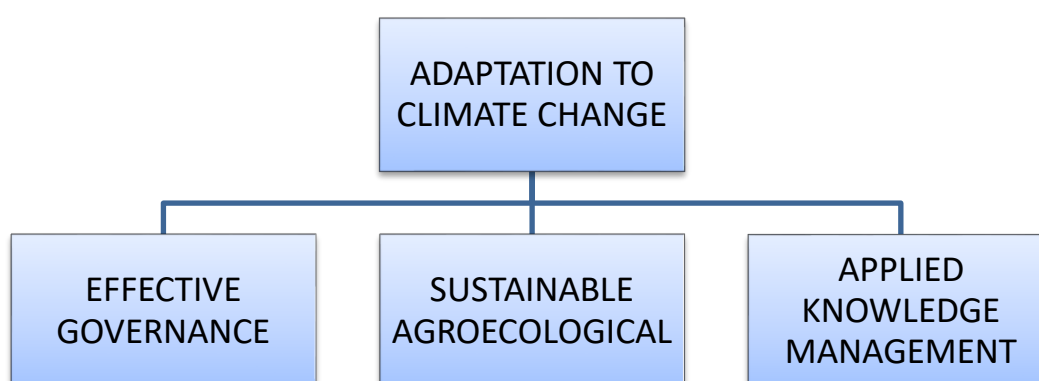 ADAPTATION TO
CLIMATE CHANGE
EFFECTIVE
GOVERNANCE
SUSTAINABLE
AGROECOLOGICAL
APPLIED
KNOWLEDGE
MANAGEMENT